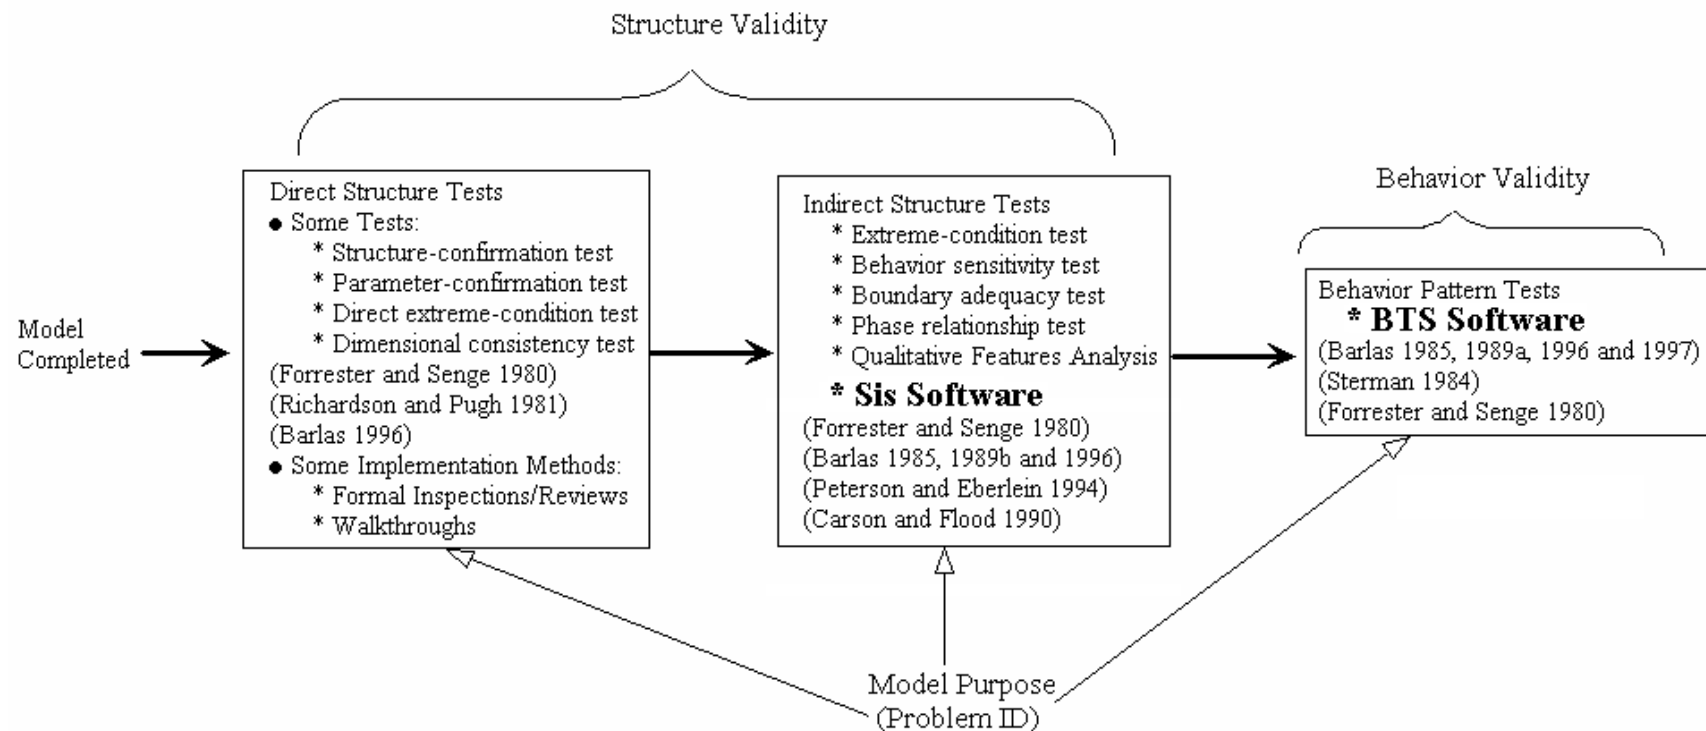 Structure Validity
Model
Completed
Direct Structure Tests
● Some Tests:
* Structure-confirmation test
* Parameter-confirmation test
* Direct extreme-condition test
* Dimensional consistency test
(Forrester and Senge 1980)
(Richardson and Pugh 1981)
(Barlas 1996)
● Some Implementation Methods:
* Formal Inspections/Reviews
* Walkthroughs
Indirect Structure Tests
* Extreme-condition test
* Behavior sensitivity test
* Boundary adequacy test
* Phase relationship test
* Qualitative Features Analysis
* Sis Software
(Forrester and Senge 1980)
(Barlas 1985, 1989b and 1996)
(Peterson and Eberlein 1994)
(Carson and Flood 1990)
Behavior Validity
Behavior Pattern Tests
* BTS Software
(Barlas 1985, 1989a, 1996 and 1997)
(Sterman 1984)
(Forrester and Senge 1980)
Model Purpose
(Problem ID)